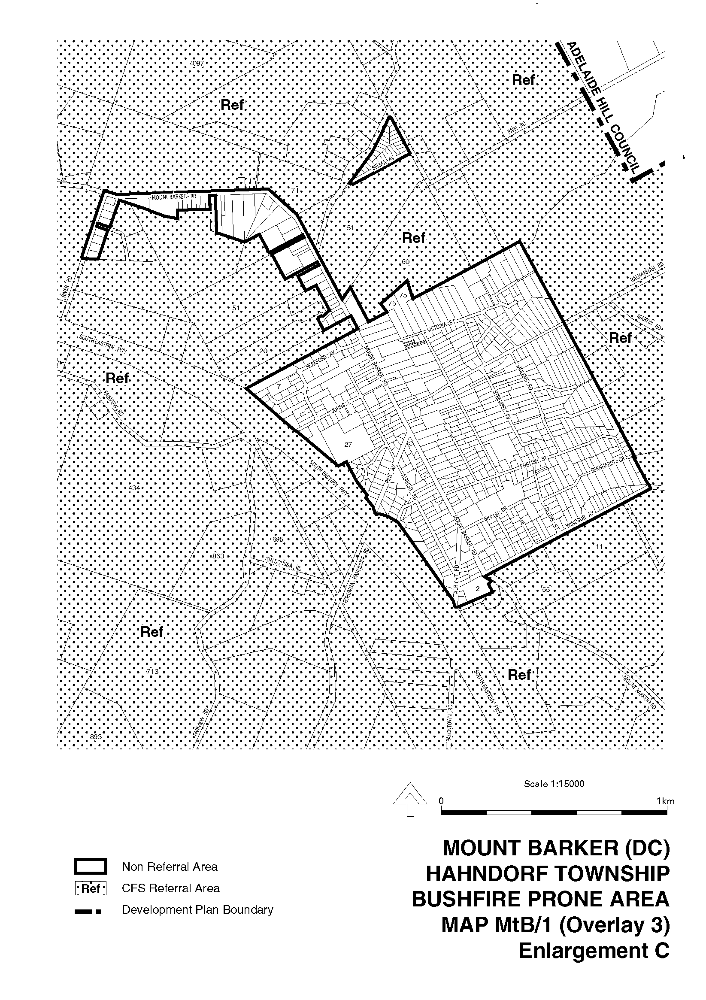 4097
Ref
Ref
ADELAIDE HILL COUNCIL
PAIN RD
SELMA AV
71
MOUNT BARKER RD
51
Ref
60
BALHANNAH RD
RIVER RD
75
76
51
MARTIN RD
VICTORIA ST
SOUTH EASTERN FWY
Ref
20
HEREFORD AV
MOUNT BARKER RD
MOLENS RD
Ref
7
FAIRVIEW RD
JOHNS L
STREMPEL AV
27
SOUTH EASTERN FWY
ENGLISH ST
BERNHARDT CR
PINE AV
AURICHT RD
434
BRAUN DR
COLLINS ST
WINDSOR AV
MOUNT BARKER RD
695
11
863
VON DOUSSA RD
ECHUNGA HAHNDORF RD
AURICHT RD
2
55
Ref
713
Ref
SOUTH EASTERN FWY
MOUNT BARKER RD
FAIRVIEW RD
PAECHTOWN RD
893
Scale 1:15000
0
1km
Non Referral Area
Ref
CFS Referral Area
Development Plan Boundary
MOUNT BARKER (DC)
HAHNDORF TOWNSHIP
BUSHFIRE PRONE AREA
MAP MtB/1 (Overlay 3)
Enlargement C